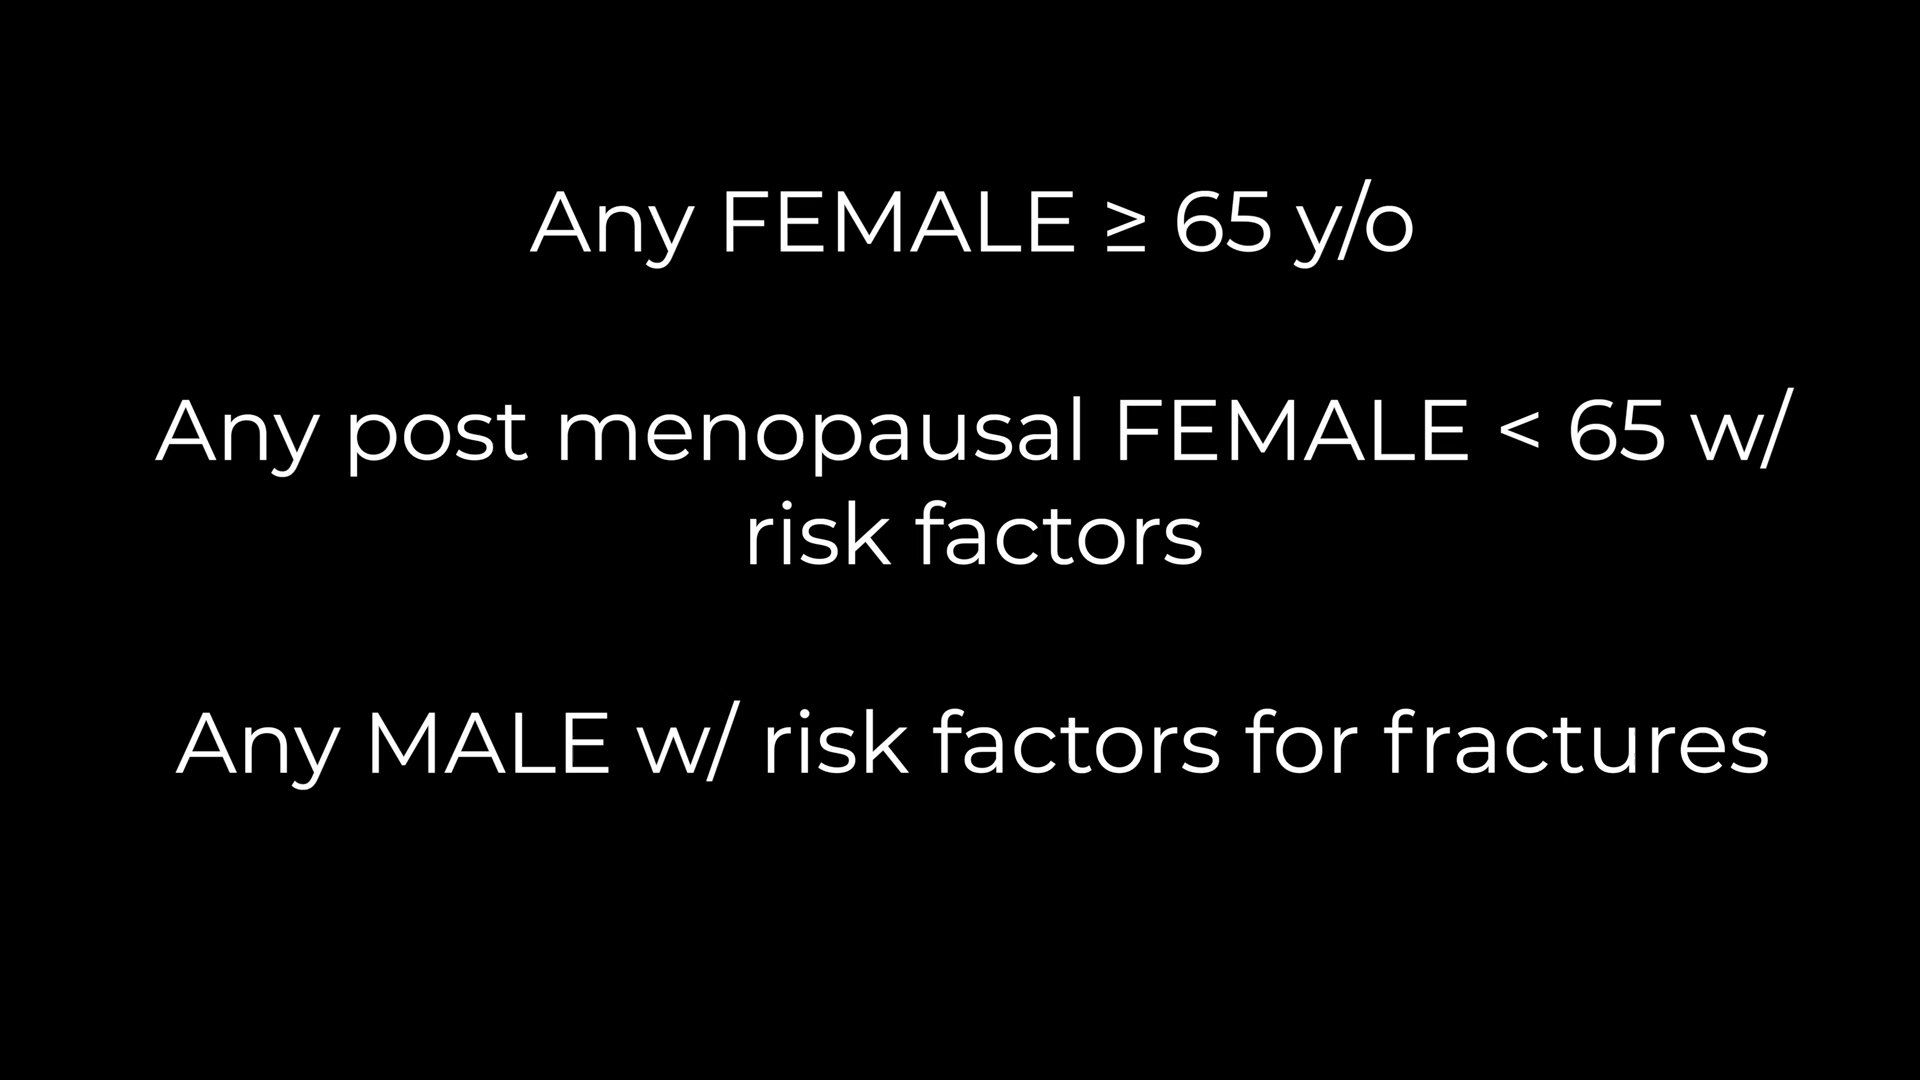 Any FEMALE ≥ 65 y/o
Any post menopausal FEMALE < 65 w/
risk factors
Any MALE w/ risk factors for fractures